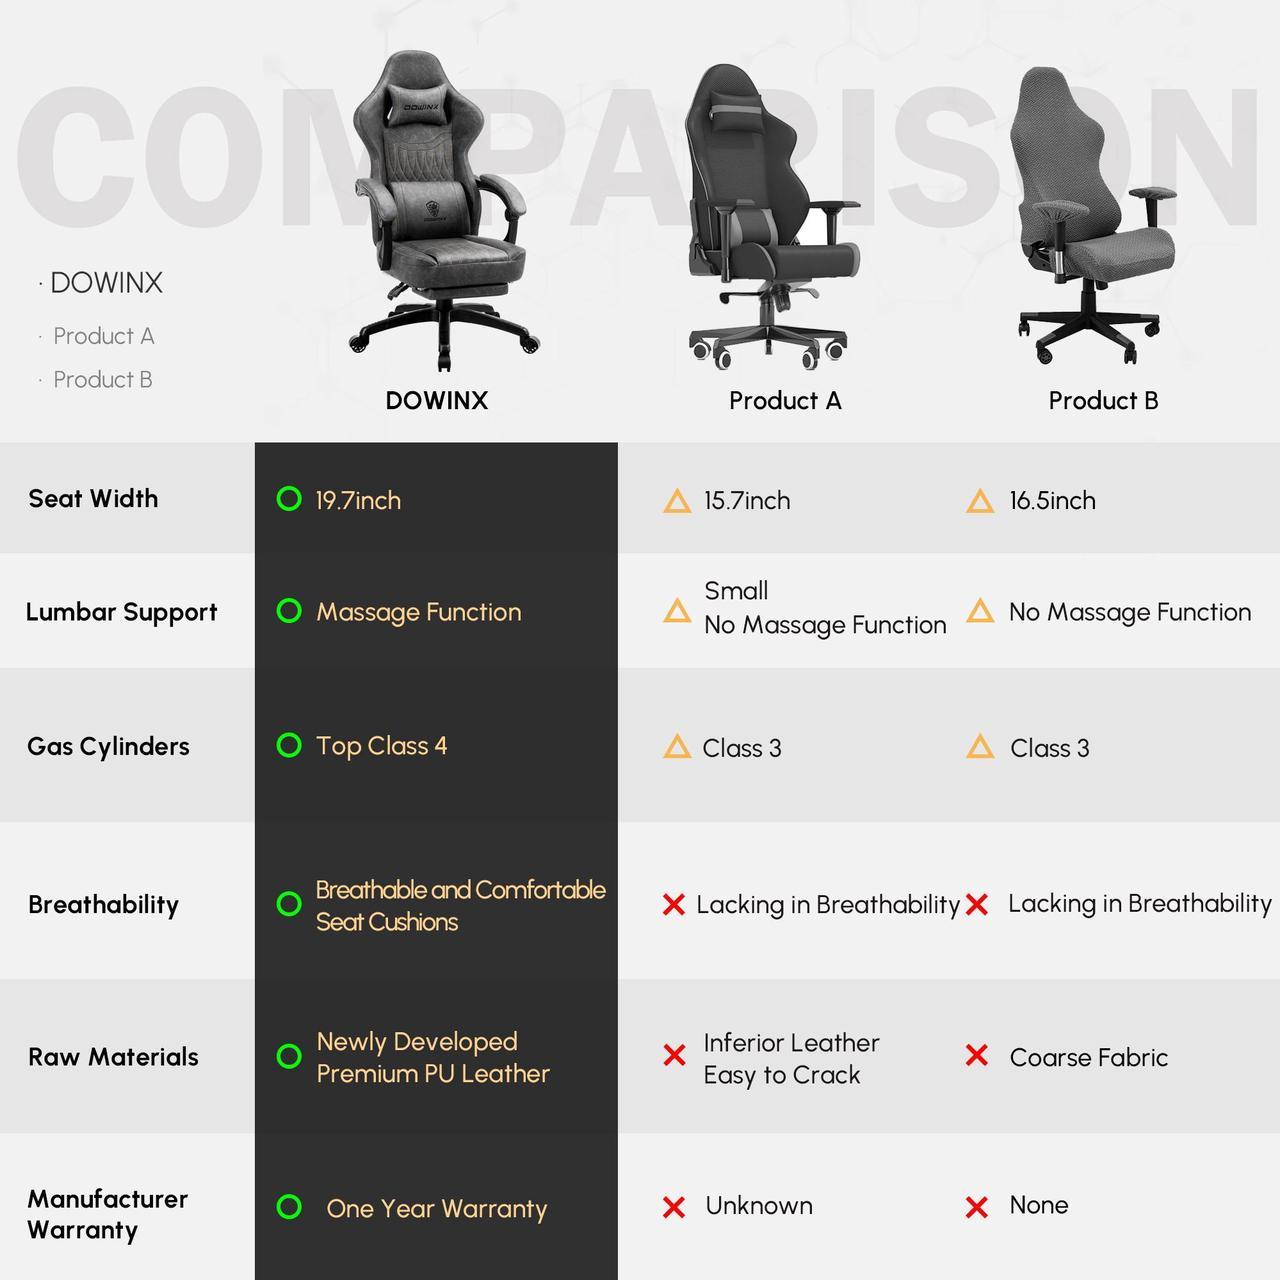 COMPARISON
DOWINX
· DOWINX
· Product A
· Product B
DOWINX
Product A
Product B
Seat Width
19.7inch
15.7inch
16.5inch
Lumbar Support
Massage Function
Small
No Massage Function
No Massage Function
Gas Cylinders
Top Class 4
Class 3
Class 3
Breathability
Breathable and Comfortable
Seat Cushions
Lacking in Breathability
Lacking in Breathability
Raw Materials
Newly Developed
Premium PU Leather
Inferior Leather
Easy to Crack
Coarse Fabric
Manufacturer
Warranty
One Year Warranty
Unknown
None